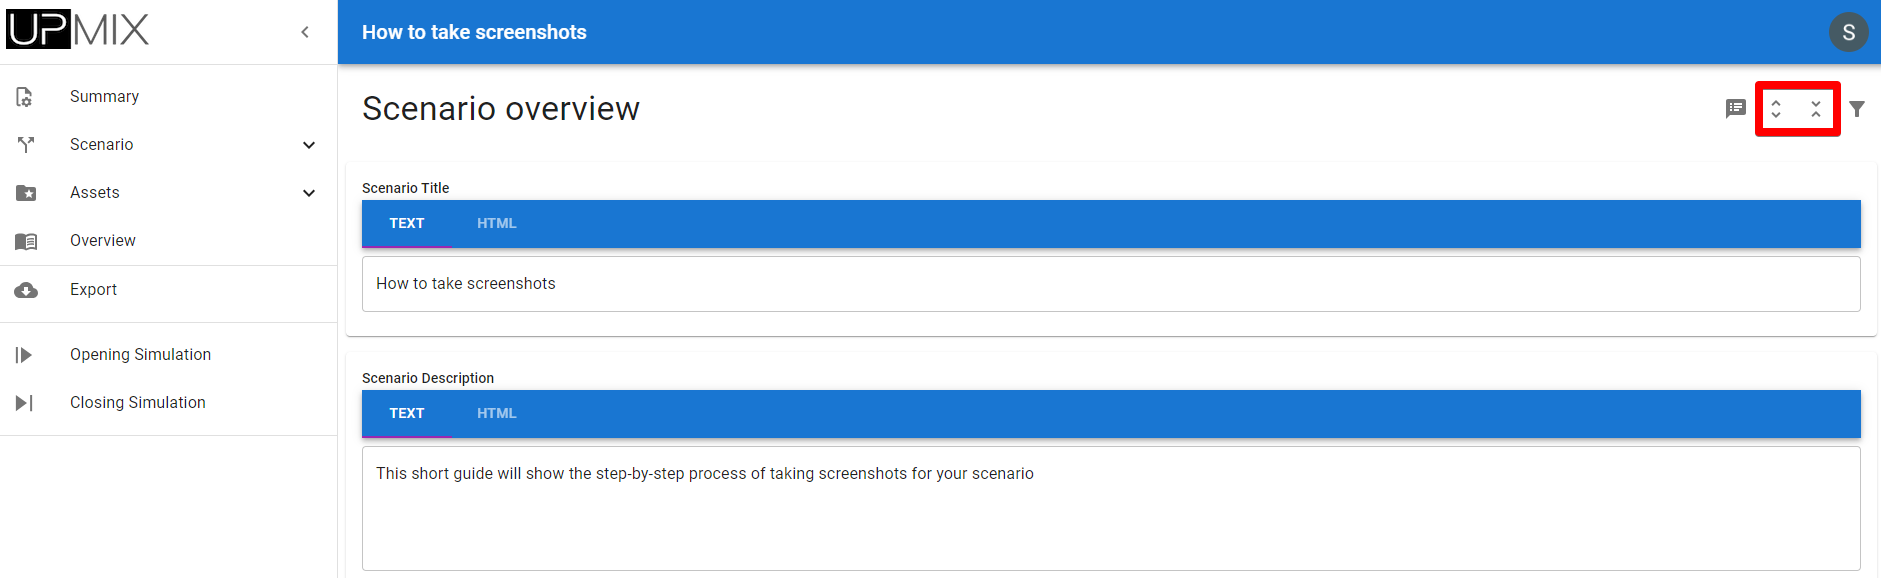 UPMIX
How to take screenshots
S
Summary
Scenario
Assets
Overview
Export
Opening Simulation
Closing Simulation
Scenario overview
Scenario Title
TEXT HTML
How to take screenshots
Scenario Description
TEXT HTML
This short guide will show the step-by-step process of taking screenshots for your scenario